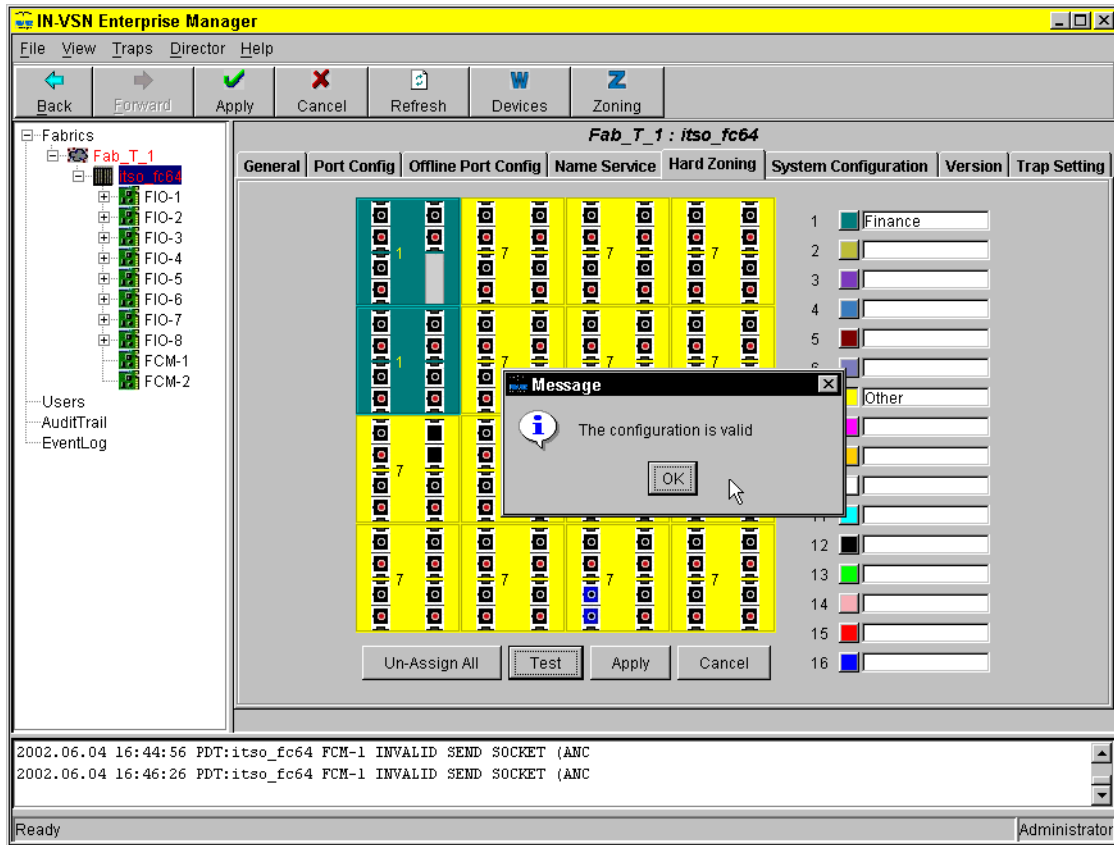 IN-VSN Enterprise Manager
File View Traps Director Help
Back Forward Apply Cancel Refresh Devices Zoning
Fabrics
Fab_T_1
itso_fc64
FIO-1
FIO-2
FIO-3
FIO-4
FIO-5
FIO-6
FIO-7
FIO-8
FCM-1
FCM-2
Users
AuditTrail
EventLog
Fab_T_1 : itso_fc64
General Port Config Offline Port Config Name Service Hard Zoning System Configuration Version Trap Setting
1 7 7 7
1 7 7 7
7
7 7 7 7
1 Finance
2
3
4
5
Other
12
13
14
15
16
Message
The configuration is valid
OK
Un-Assign All Test Apply Cancel
2002.06.04 16:44:56 PDT:itso_fc64 FCM-1 INVALID SEND SOCKET (ANC
2002.06.04 16:46:26 PDT:itso_fc64 FCM-1 INVALID SEND SOCKET (ANC
Ready Administrator